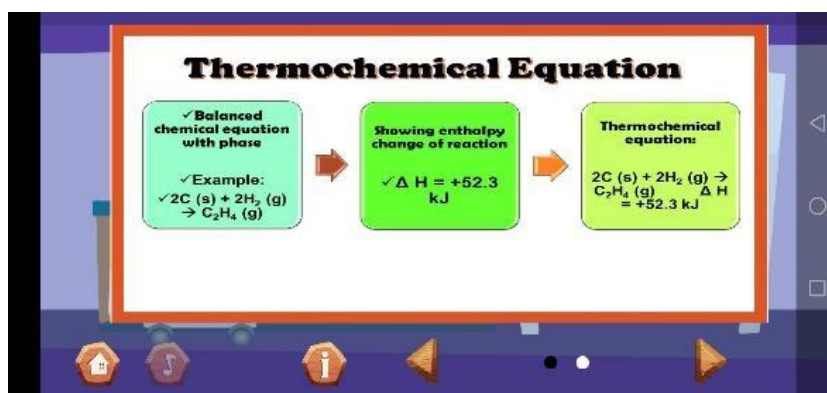 Thermochemical Equation
✓Balanced
chemical equation
with phase
✓Example:
✓2C (s) + 2H₂ (g)
→ C₂H₄ (g)
Showing enthalpy
change of reaction
✓Δ H = +52.3
kJ
Thermochemical
equation:
2C (s) + 2H₂ (g) →
C₂H₄ (g) Δ H
= +52.3 kJ
i